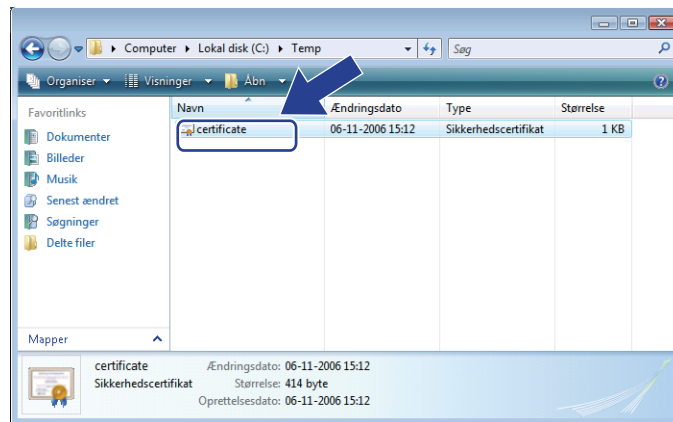 Computer Lokal disk (C:) Temp Søg
Organiser Visninger Åbn
Favoritlinks
Dokumenter
Billeder
Musik
Senest ændret
Søgninger
Delte filer
Mapper
Navn Ændringsdato Type Størrelse
certificate 06-11-2006 15:12 Sikkerhedscertifikat 1 KB
certificate Ændringsdato: 06-11-2006 15:12
Sikkerhedscertifikat Størrelse: 414 byte
Oprettelsesdato: 06-11-2006 15:12